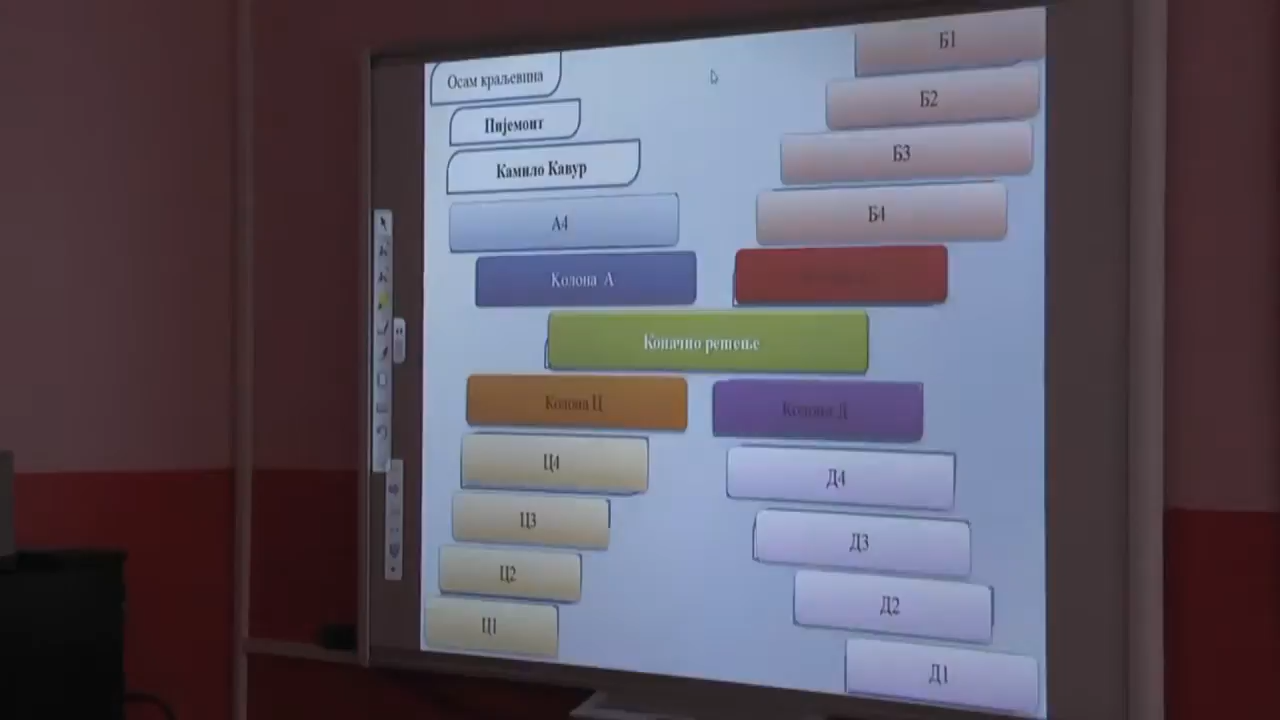 Осам краљевина
Пијемонт
Камило Кавур
А4
Колона А
Б1
Б2
Б3
Б4
Коначно решење
Колона Ц
Ц4
Ц3
Ц2
Ц1
Колона Д
Д4
Д3
Д2
Д1